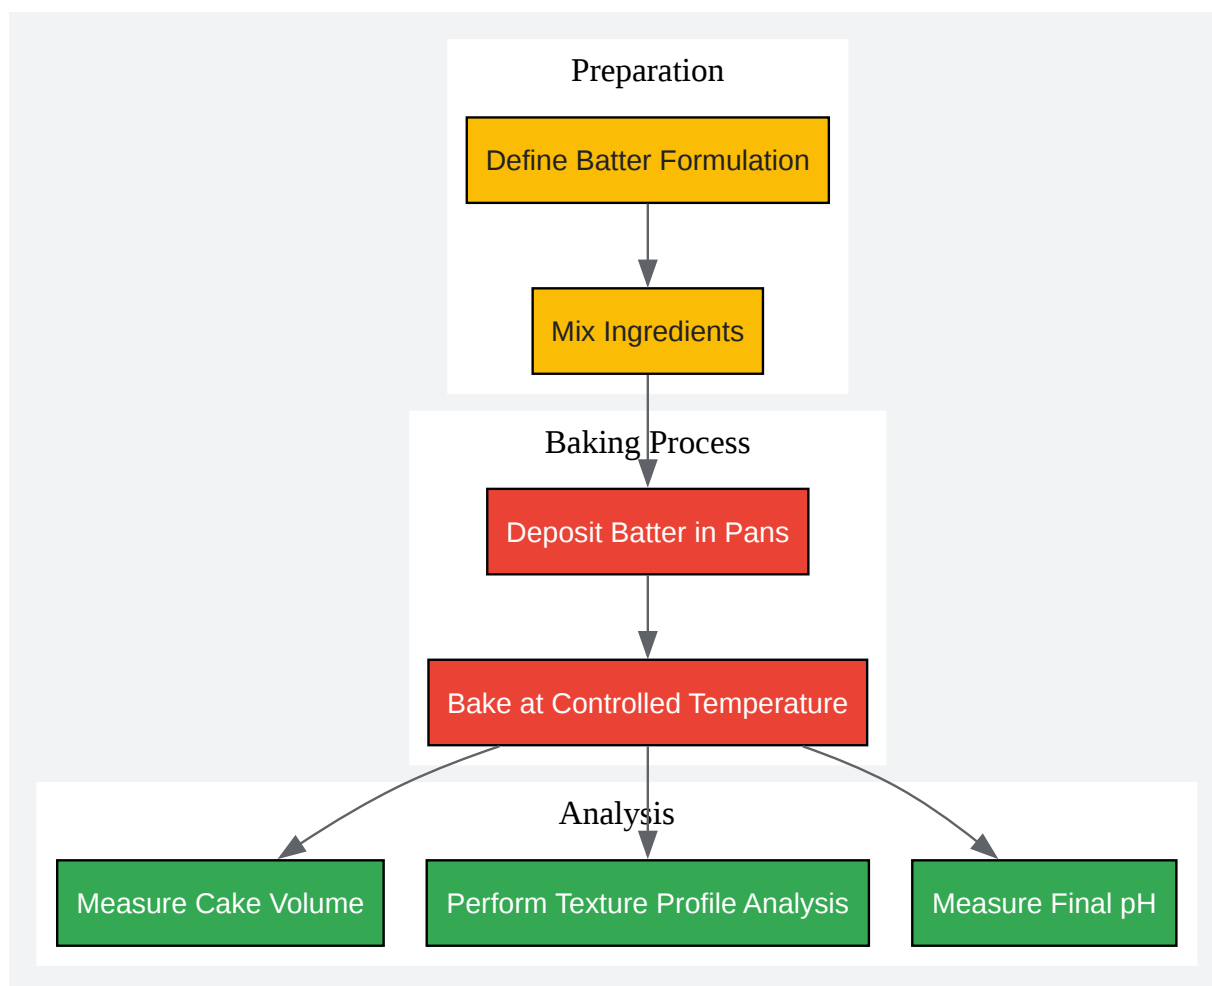 Preparation
Define Batter Formulation
Mix Ingredients
Baking Process
Deposit Batter in Pans
Bake at Controlled Temperature
Analysis
Measure Cake Volume
Perform Texture Profile Analysis
Measure Final pH